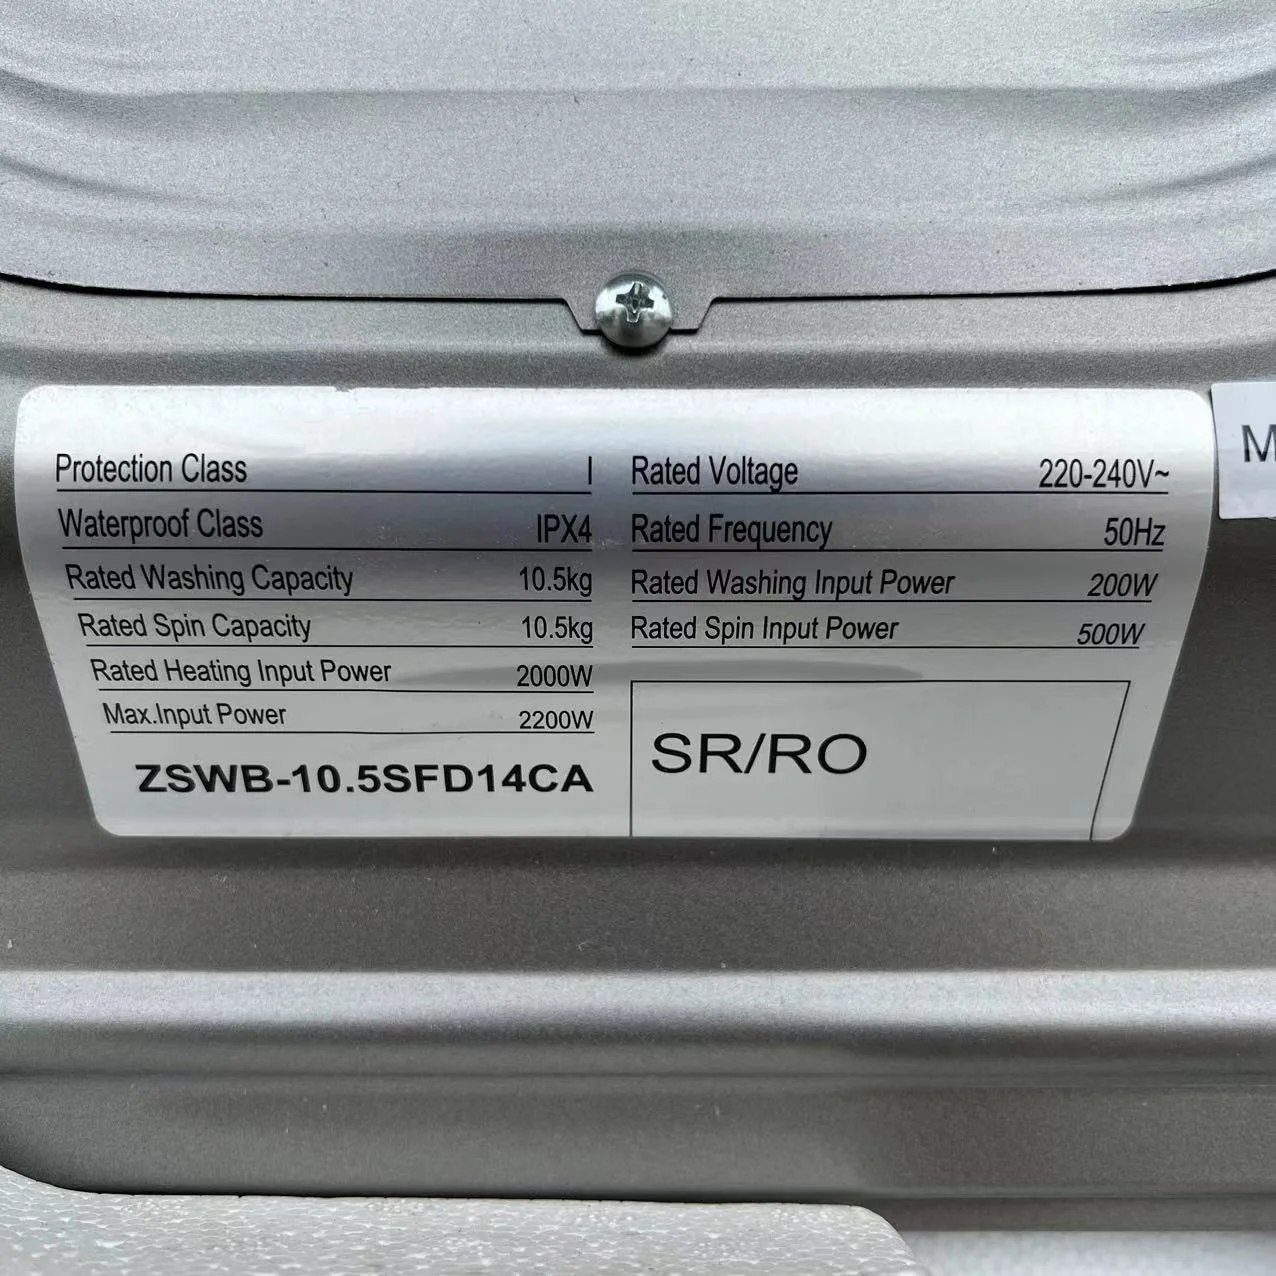 Protection Class I
Waterproof Class IPX4
Rated Washing Capacity 10.5kg
Rated Spin Capacity 10.5kg
Rated Heating Input Power 2000W
Max.Input Power 2200W
ZSWB-10.5SFD14CA
Rated Voltage 220-240V~
Rated Frequency 50Hz
Rated Washing Input Power 200W
Rated Spin Input Power 500W
SR/RO
M